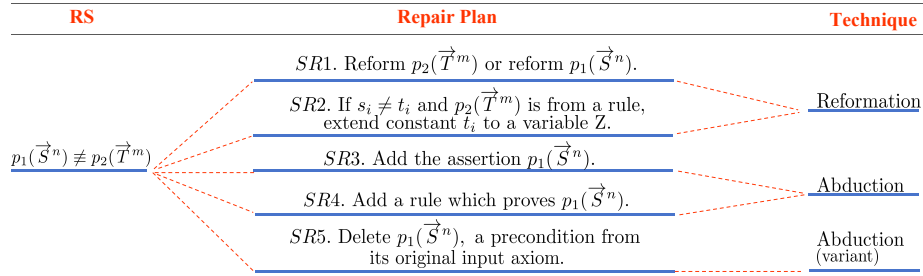 RS Repair Plan Technique
SR1. Reform p₂(T⃗ᵐ) or reform p₁(S⃗ⁿ).
SR2. If sᵢ ≠ tᵢ and p₂(T⃗ᵐ) is from a rule,
extend constant tᵢ to a variable Z.
Reformation
p₁(S⃗ⁿ) ≢ p₂(T⃗ᵐ)
SR3. Add the assertion p₁(S⃗ⁿ).
SR4. Add a rule which proves p₁(S⃗ⁿ).
Abduction
SR5. Delete p₁(S⃗ⁿ), a precondition from
its original input axiom.
Abduction
(variant)